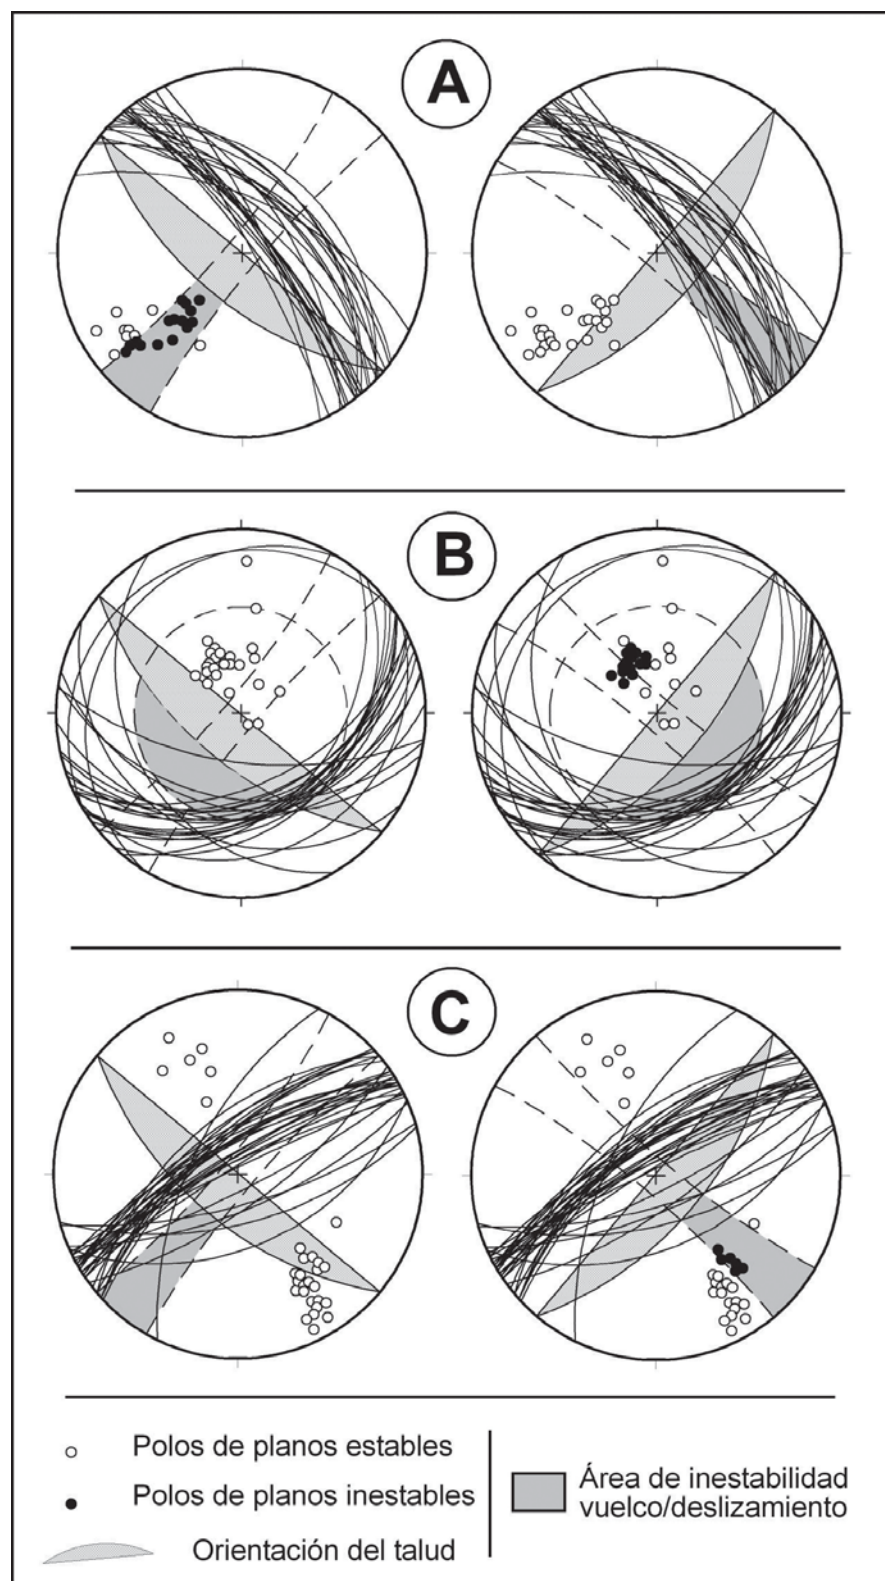 A
B
C
Polos de planos estables
Polos de planos inestables
Orientación del talud
Área de inestabilidad
vuelco/deslizamiento